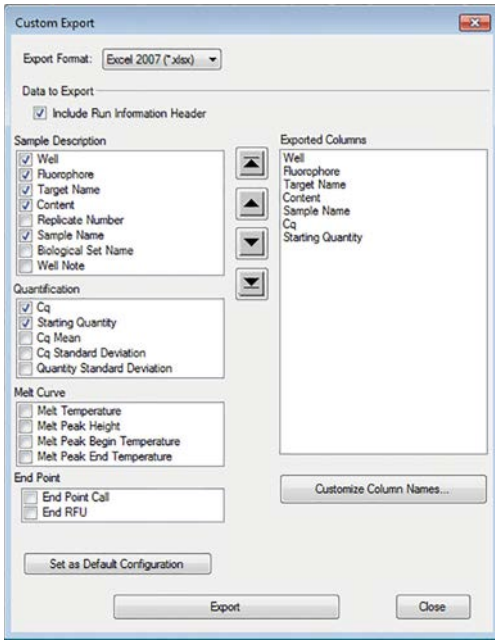 Custom Export
Export Format: Excel 2007 (*.xlsx)
Data to Export
Include Run Information Header
Sample Description
Well
Fluorophore
Target Name
Content
Replicate Number
Sample Name
Biological Set Name
Well Note
Quantification
Cq
Starting Quantity
Cq Mean
Cq Standard Deviation
Quantity Standard Deviation
Melt Curve
Melt Temperature
Melt Peak Height
Melt Peak Begin Temperature
Melt Peak End Temperature
End Point
End Point Call
End RFU
Exported Columns
Well
Fluorophore
Target Name
Content
Sample Name
Cq
Starting Quantity
Customize Column Names...
Set as Default Configuration
Export
Close